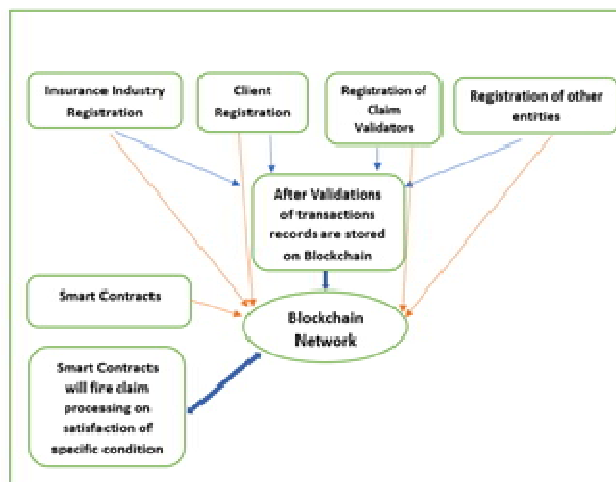 Insurance Industry
Registration
Client
Registration
Registration of
Claim
Validators
Registration of other
entities
After Validations
of transactions
records are stored
on Blockchain
Smart Contracts
Blockchain
Network
Smart Contracts
will fire claim
processing on
satisfaction of
specific condition